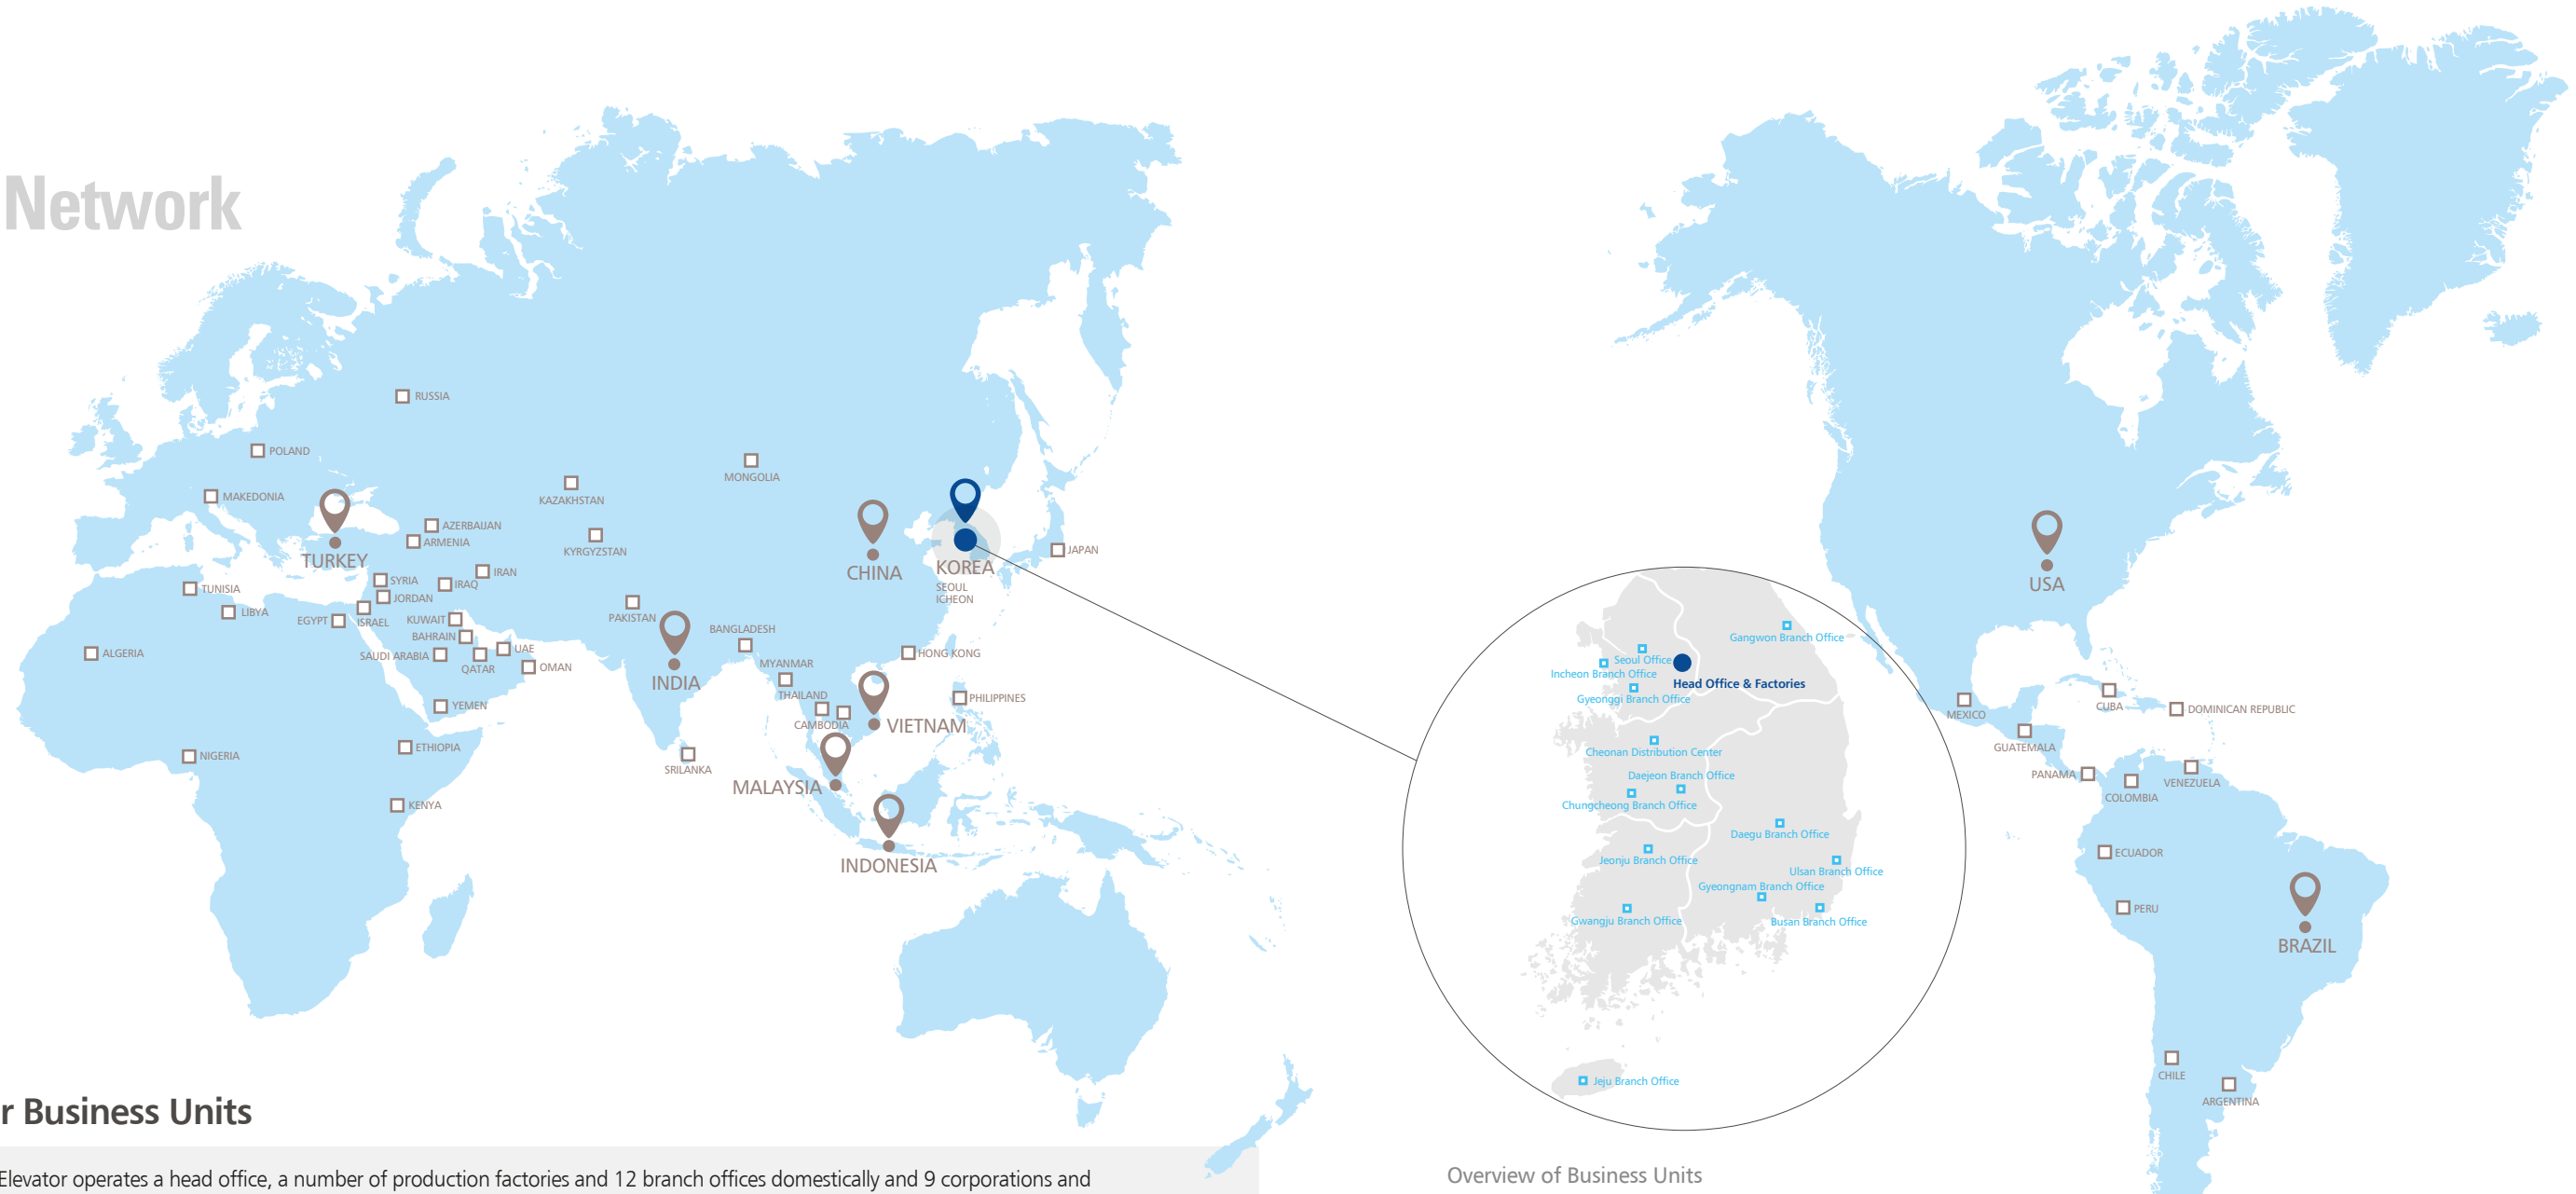 Network
RUSSIA
POLAND
MONGOLIA
KAZAKHSTAN
MAKEDONIA
AZERBAIJAN
ARMENIA
KYRGYZSTAN
JAPAN
TURKEY
CHINA
KOREA
SEOUL
ICHEON
USA
SYRIA
IRAQ
IRAN
TUNISIA
JORDAN
LIBYA
EGYPT
ISRAEL
KUWAIT
PAKISTAN
BANGLADESH
BAHRAIN
ALGERIA
SAUDI ARABIA
QATAR
UAE
OMAN
HONG KONG
MYANMAR
INDIA
THAILAND
PHILIPPINES
YEMEN
CAMBODIA
VIETNAM
NIGERIA
ETHIOPIA
SRILANKA
MALAYSIA
KENYA
INDONESIA
Gangwon Branch Office
Seoul Office
Incheon Branch Office
Head Office & Factories
Gyeonggi Branch Office
Cheonan Distribution Center
Daejeon Branch Office
Chungcheong Branch Office
Daegu Branch Office
Jeonju Branch Office
Ulsan Branch Office
Gyeongnam Branch Office
Gwangju Branch Office
Busan Branch Office
Jeju Branch Office
MEXICO
CUBA
DOMINICAN REPUBLIC
GUATEMALA
PANAMA
COLOMBIA
VENEZUELA
ECUADOR
PERU
BRAZIL
CHILE
ARGENTINA
r Business Units
Elevator operates a head office, a number of production factories and 12 branch offices domestically and 9 corporations and
Overview of Business Units